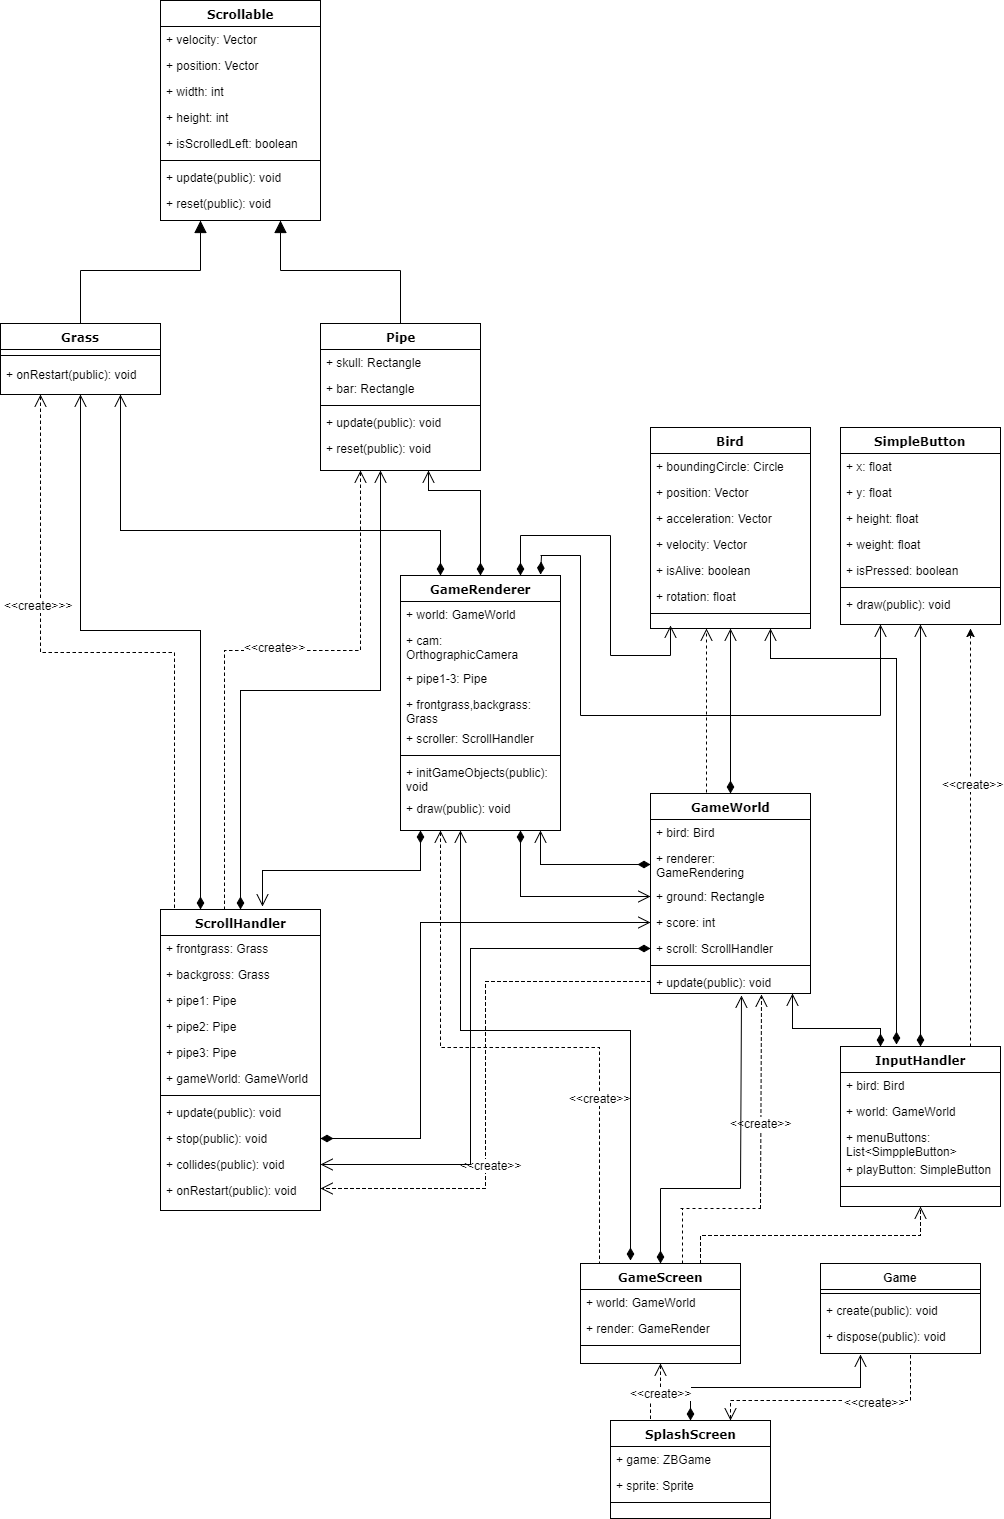 Scrollable
+ velocity: Vector
+ position: Vector
+ width: int
+ height: int
+ isScrolledLeft: boolean
+ update(public): void
+ reset(public): void
Grass
+ onRestart(public): void
Pipe
+ skull: Rectangle
+ bar: Rectangle
+ update(public): void
+ reset(public): void
Bird
+ boundingCircle: Circle
+ position: Vector
+ acceleration: Vector
+ velocity: Vector
+ isAlive: boolean
+ rotation: float
SimpleButton
+ x: float
+ y: float
+ height: float
+ weight: float
+ isPressed: boolean
+ draw(public): void
<<create>>>
<<create>>
GameRenderer
+ world: GameWorld
+ cam:
OrthographicCamera
+ pipe1-3: Pipe
+ frontgrass,backgrass:
Grass
+ scroller: ScrollHandler
+ initGameObjects(public):
void
+ draw(public): void
<<create>>
GameWorld
+ bird: Bird
+ renderer:
GameRendering
+ ground: Rectangle
+ score: int
+ scroll: ScrollHandler
+ update(public): void
ScrollHandler
+ frontgrass: Grass
+ backgross: Grass
+ pipe1: Pipe
+ pipe2: Pipe
+ pipe3: Pipe
+ gameWorld: GameWorld
+ update(public): void
+ stop(public): void
+ collides(public): void
+ onRestart(public): void
<<create>>
<<create>>
<<create>>
InputHandler
+ bird: Bird
+ world: GameWorld
+ menuButtons:
List<SimppleButton>
+ playButton: SimpleButton
GameScreen
+ world: GameWorld
+ render: GameRender
Game
+ create(public): void
+ dispose(public): void
<<create>>
<<create>>
SplashScreen
+ game: ZBGame
+ sprite: Sprite